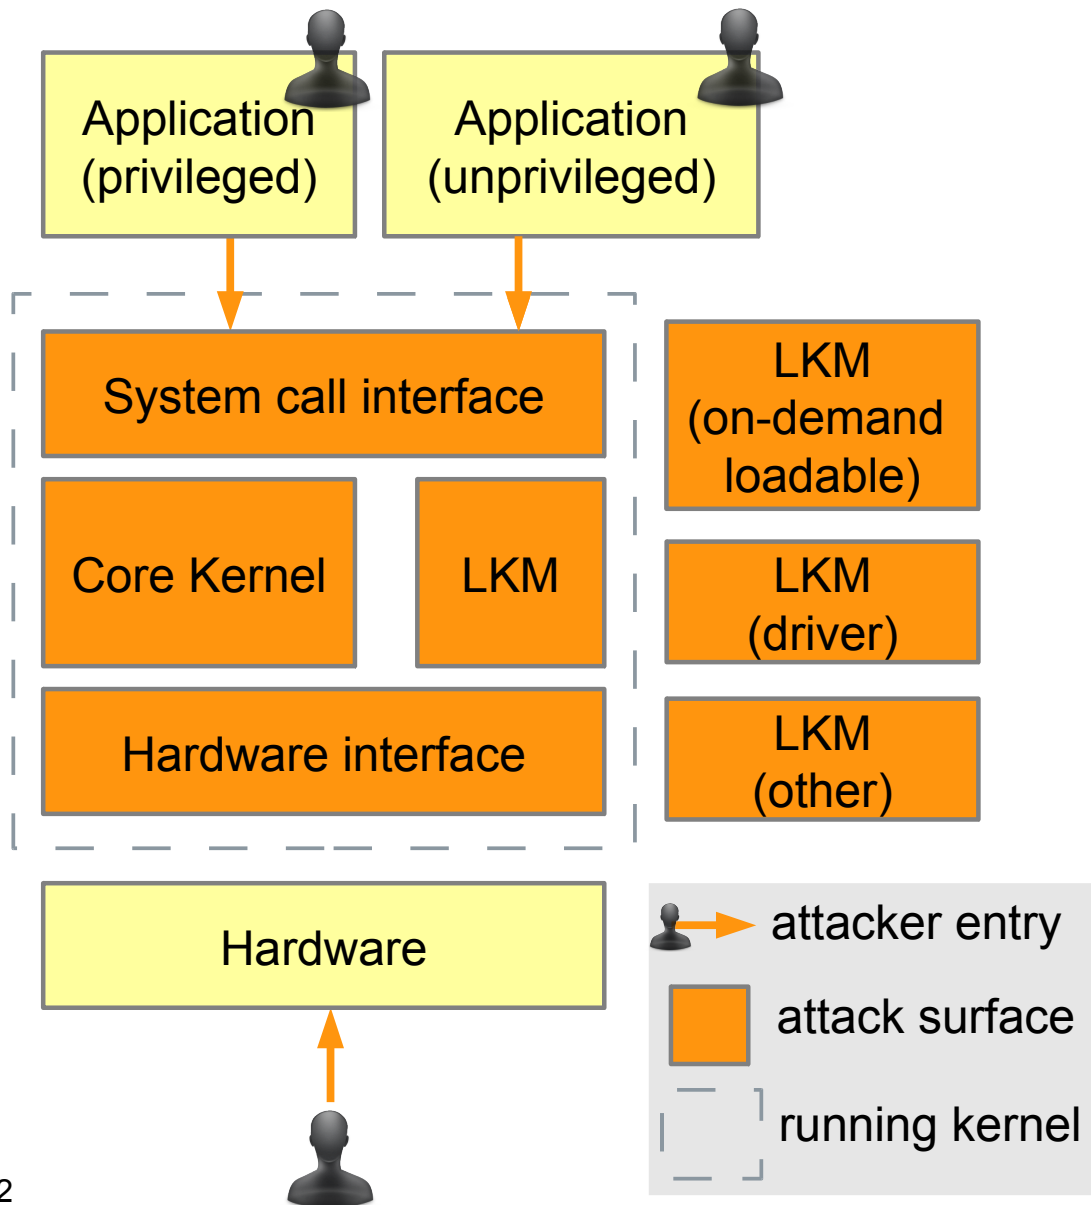 Application
(privileged)
Application
(unprivileged)
System call interface
LKM
(on-demand
loadable)
Core Kernel
LKM
LKM
(driver)
Hardware interface
LKM
(other)
Hardware
attacker entry
attack surface
running kernel
2